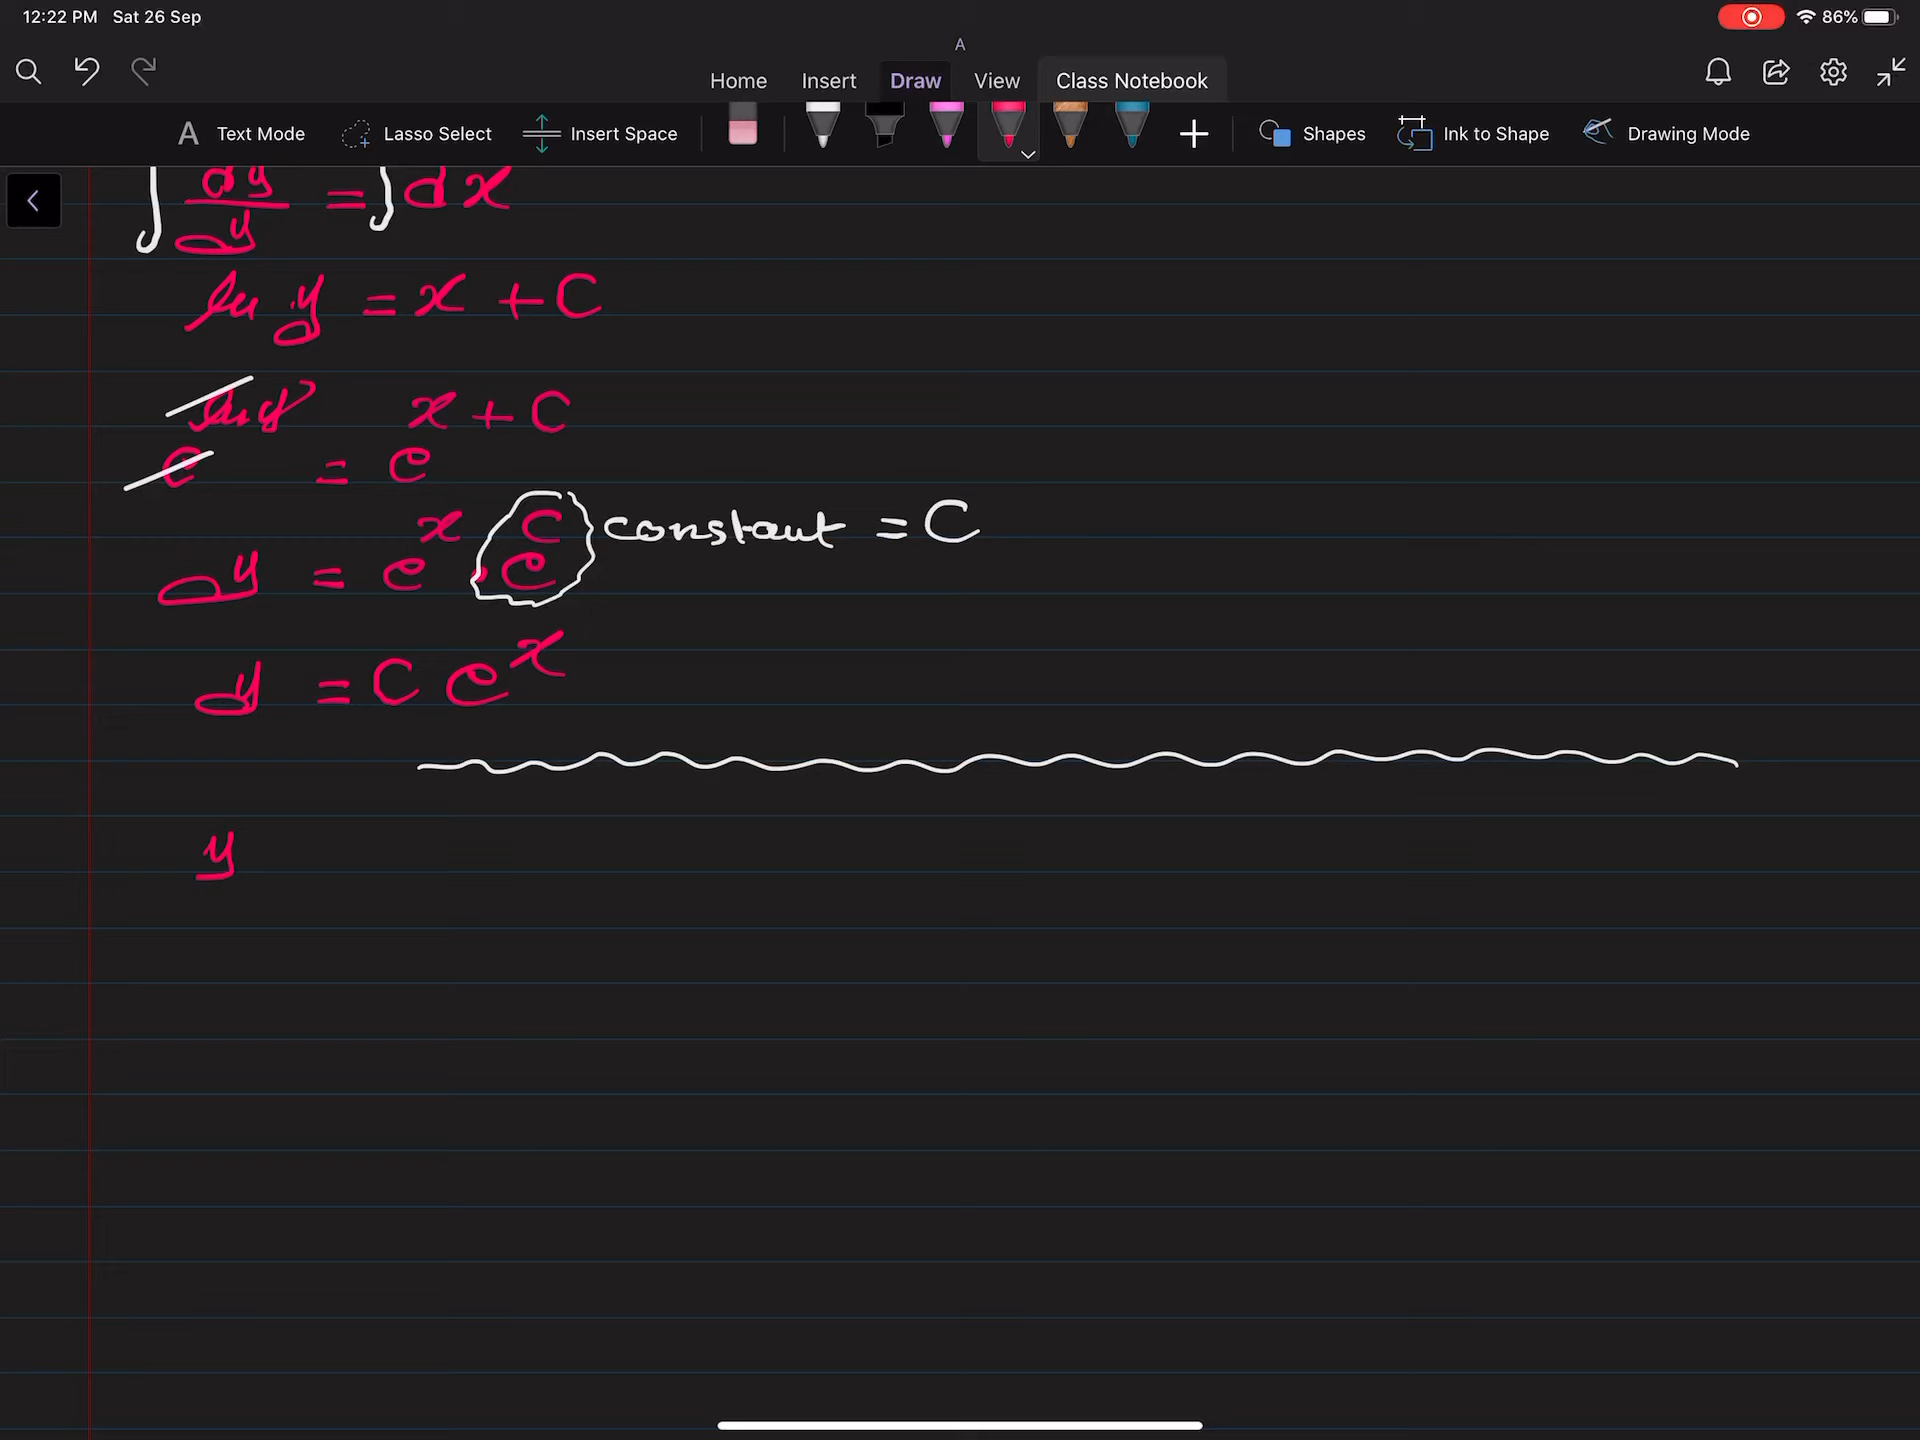 12:22 PM Sat 26 Sep 86%
A
Home Insert Draw View Class Notebook
A Text Mode Lasso Select Insert Space Shapes Ink to Shape Drawing Mode
∫ dy/y = ∫ dx
ln y = x + C
e^(ln y) = e^(x + C)
y = e^x . e^C constant = C
y = C e^x
y